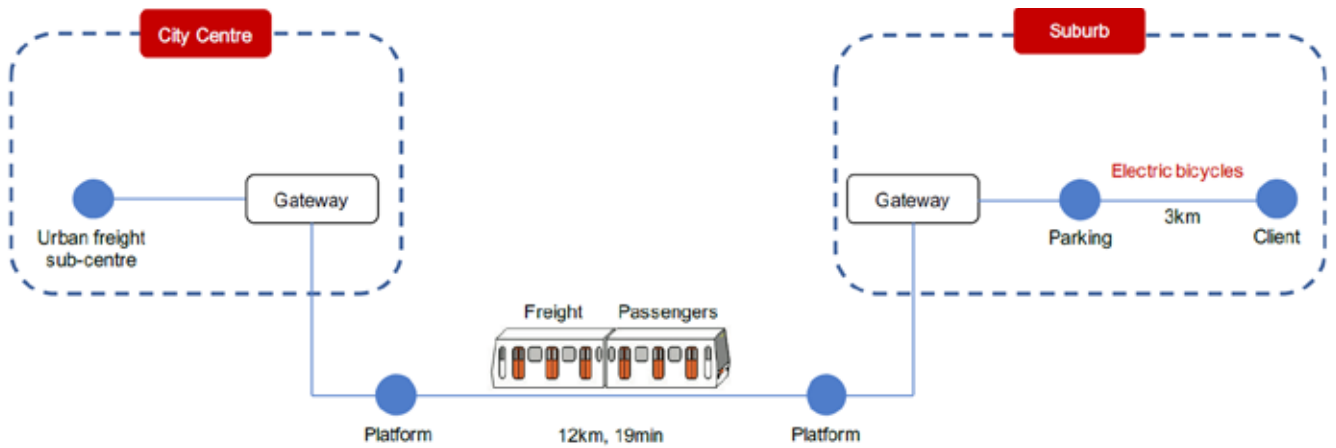 City Centre
Suburb
Gateway
Urban freight
sub-centre
Gateway
Electric bicycles
3km
Parking
Client
Freight
Passengers
Platform
12km, 19min
Platform